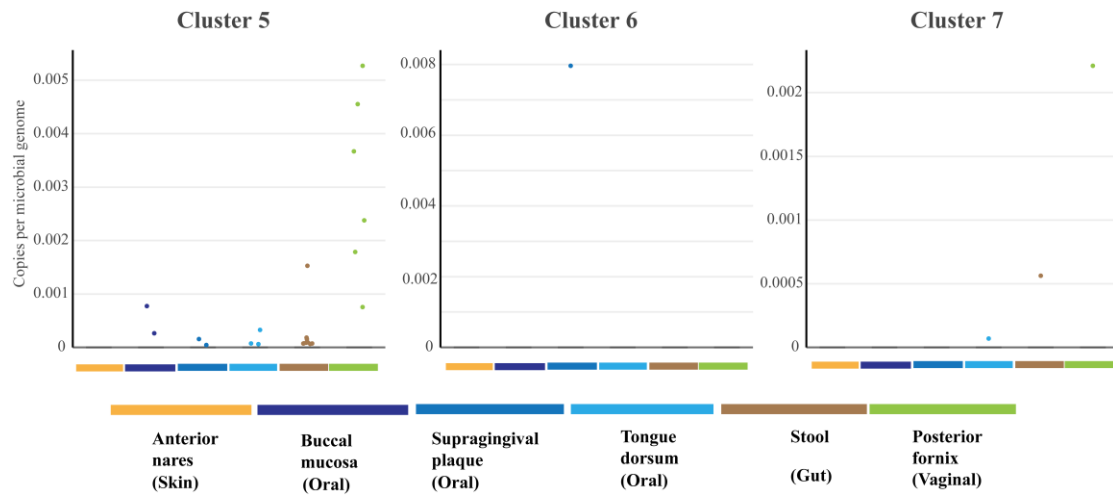 Cluster 5
Cluster 6
Cluster 7
Copies per microbial genome
0.005
0.004
0.003
0.002
0.001
0
0.008
0.006
0.004
0.002
0
0.002
0.0015
0.001
0.0005
0
Anterior
nares
(Skin)
Buccal
mucosa
(Oral)
Supragingival
plaque
(Oral)
Tongue
dorsum
(Oral)
Stool
(Gut)
Posterior
fornix
(Vaginal)